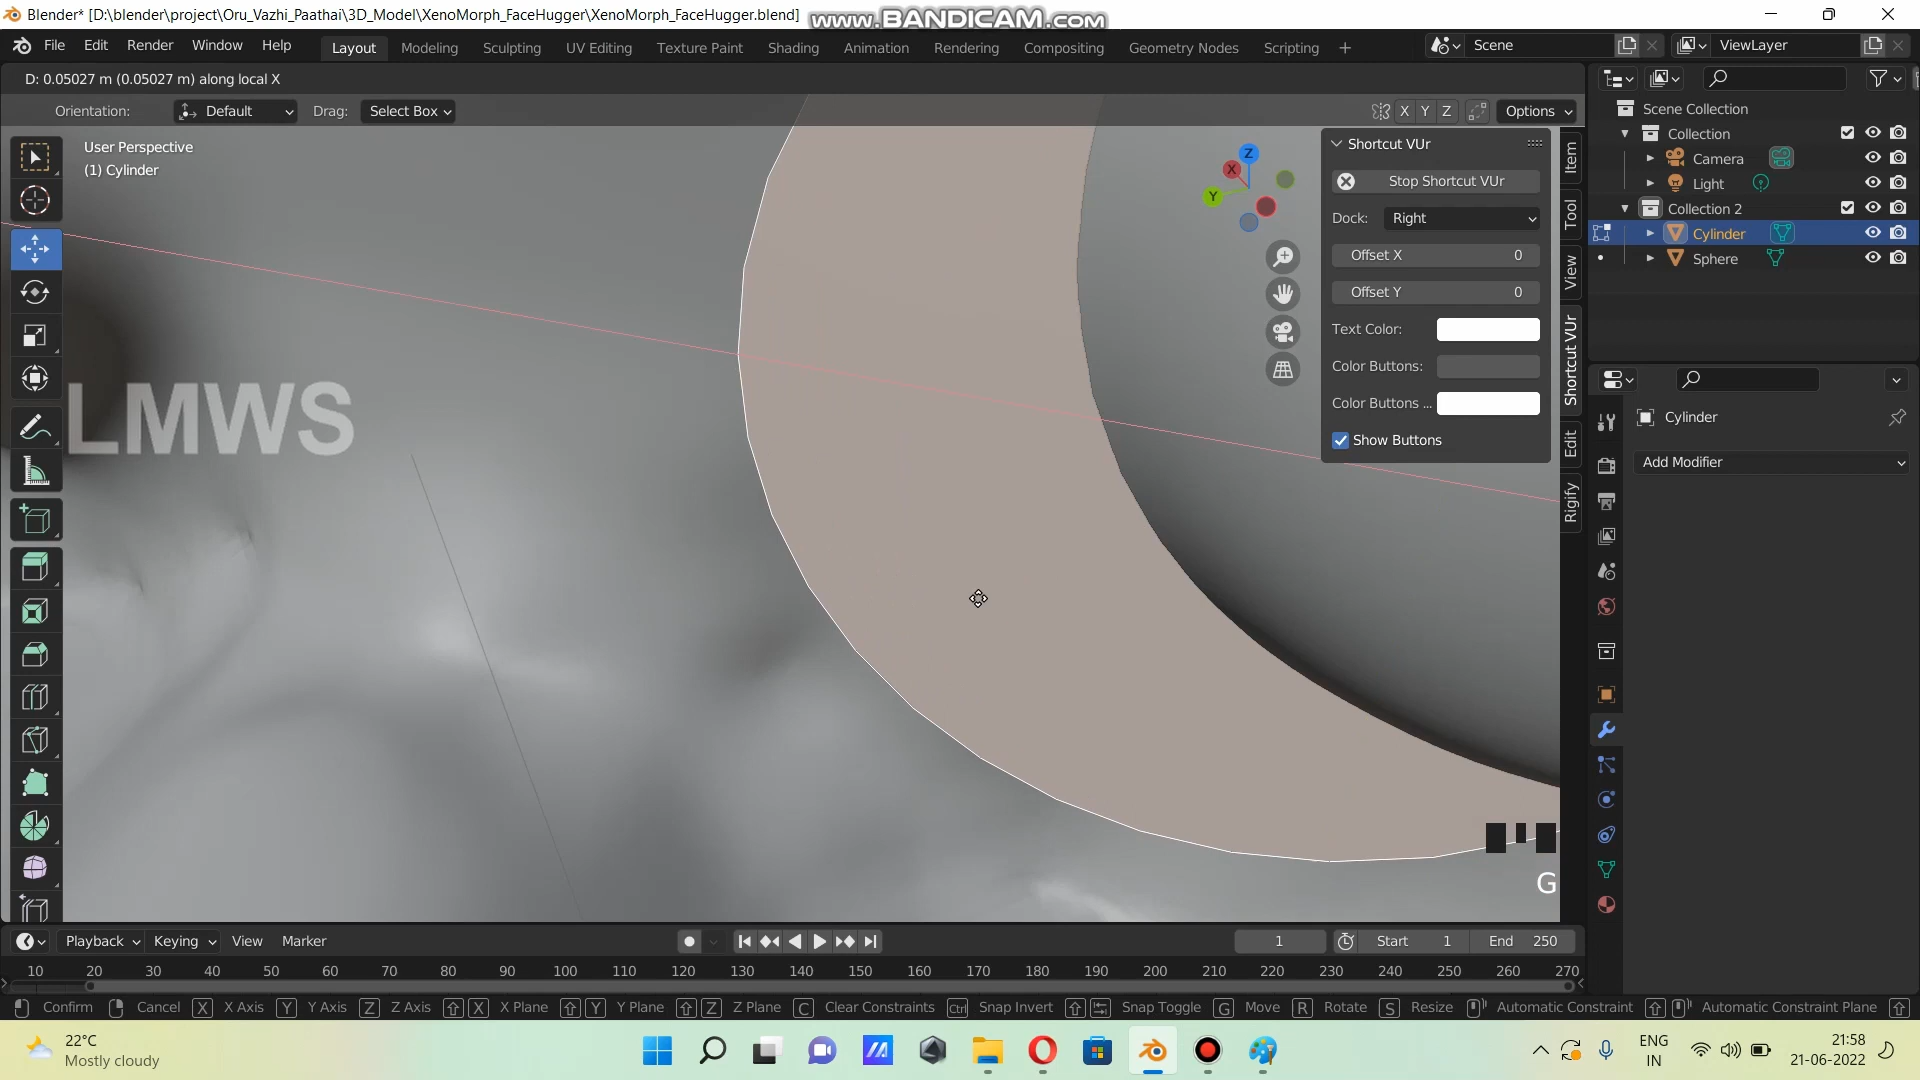 Blender* [D:\blender\project\Oru_Vazhi_Paathai\3D_Model\XenoMorph_FaceHugger\XenoMorph_FaceHugger.blend]
www.BANDICAM.com
File Edit Render Window Help
Layout Modeling Sculpting UV Editing Texture Paint Shading Animation Rendering Compositing Geometry Nodes Scripting +
Scene
ViewLayer
D: 0.05027 m (0.05027 m) along local X
Orientation: Default Drag: Select Box
X Y Z Options
User Perspective
(1) Cylinder
LMWS
Z
X
Y
Shortcut VUr
Stop Shortcut VUr
Dock: Right
Offset X 0
Offset Y 0
Text Color:
Color Buttons:
Color Buttons ...
Show Buttons
Item
Tool
View
Shortcut VUr
Edit
Rigify
G
Scene Collection
Collection
Camera
Light
Collection 2
Cylinder
Sphere
Cylinder
Add Modifier
Playback Keying View Marker
1 Start 1 End 250
10 20 30 40 50 60 70 80 90 100 110 120 130 140 150 160 170 180 190 200 210 220 230 240 250 260 270
Confirm Cancel X X Axis Y Y Axis Z Z Axis X X Plane Y Y Plane Z Z Plane C Clear Constraints Ctrl Snap Invert Snap Toggle G Move R Rotate S Resize Automatic Constraint Automatic Constraint Plane
22°C
Mostly cloudy
ENG
IN
21:58
21-06-2022